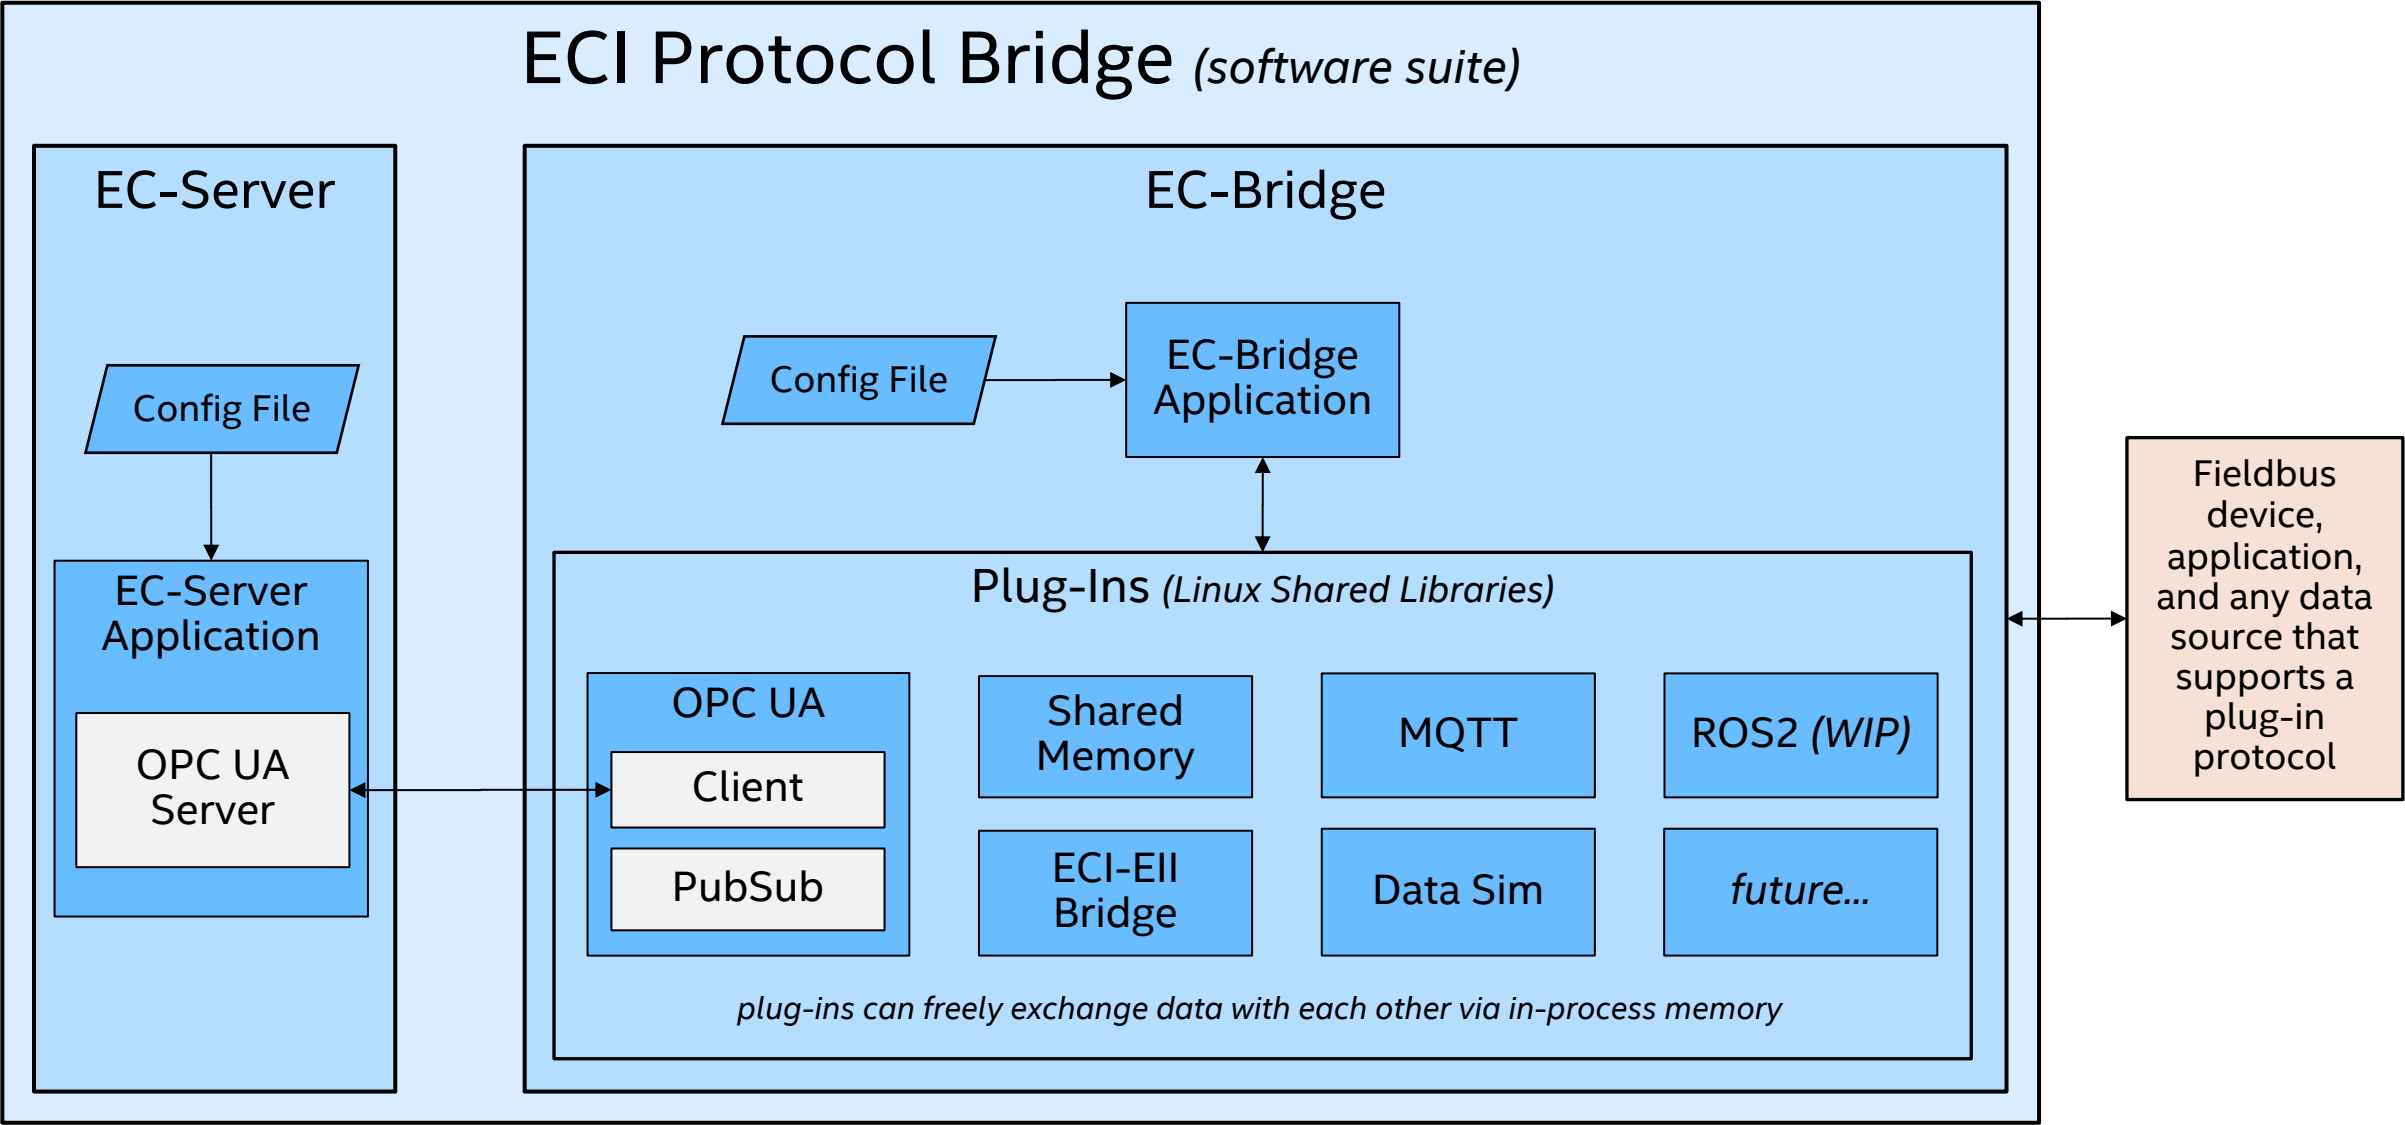 ECI Protocol Bridge (software suite)
EC-Server
Config File
EC-Server
Application
OPC UA
Server
EC-Bridge
Config File
EC-Bridge
Application
Plug-Ins (Linux Shared Libraries)
OPC UA
Client
PubSub
Shared
Memory
MQTT
ROS2 (WIP)
ECI-EII
Bridge
Data Sim
future...
plug-ins can freely exchange data with each other via in-process memory
Fieldbus
device,
application,
and any data
source that
supports a
plug-in
protocol